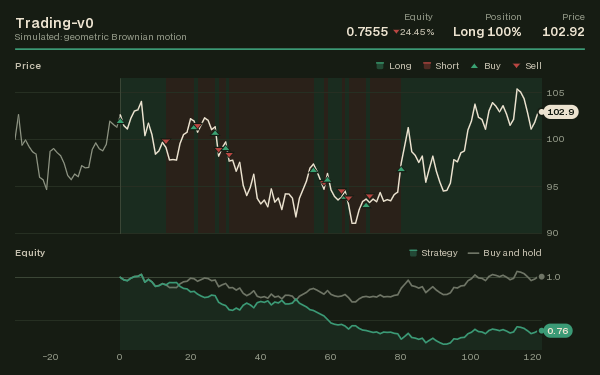 Trading-v0
Simulated: geometric Brownian motion
Equity
0.7555 ▾24.45%
Position
Long 100%
Price
102.92
Price
Long Short Buy Sell
105
102.9
100
95
90
Equity
Strategy Buy and hold
1.0
0.76
−20 0 20 40 60 80 100 120